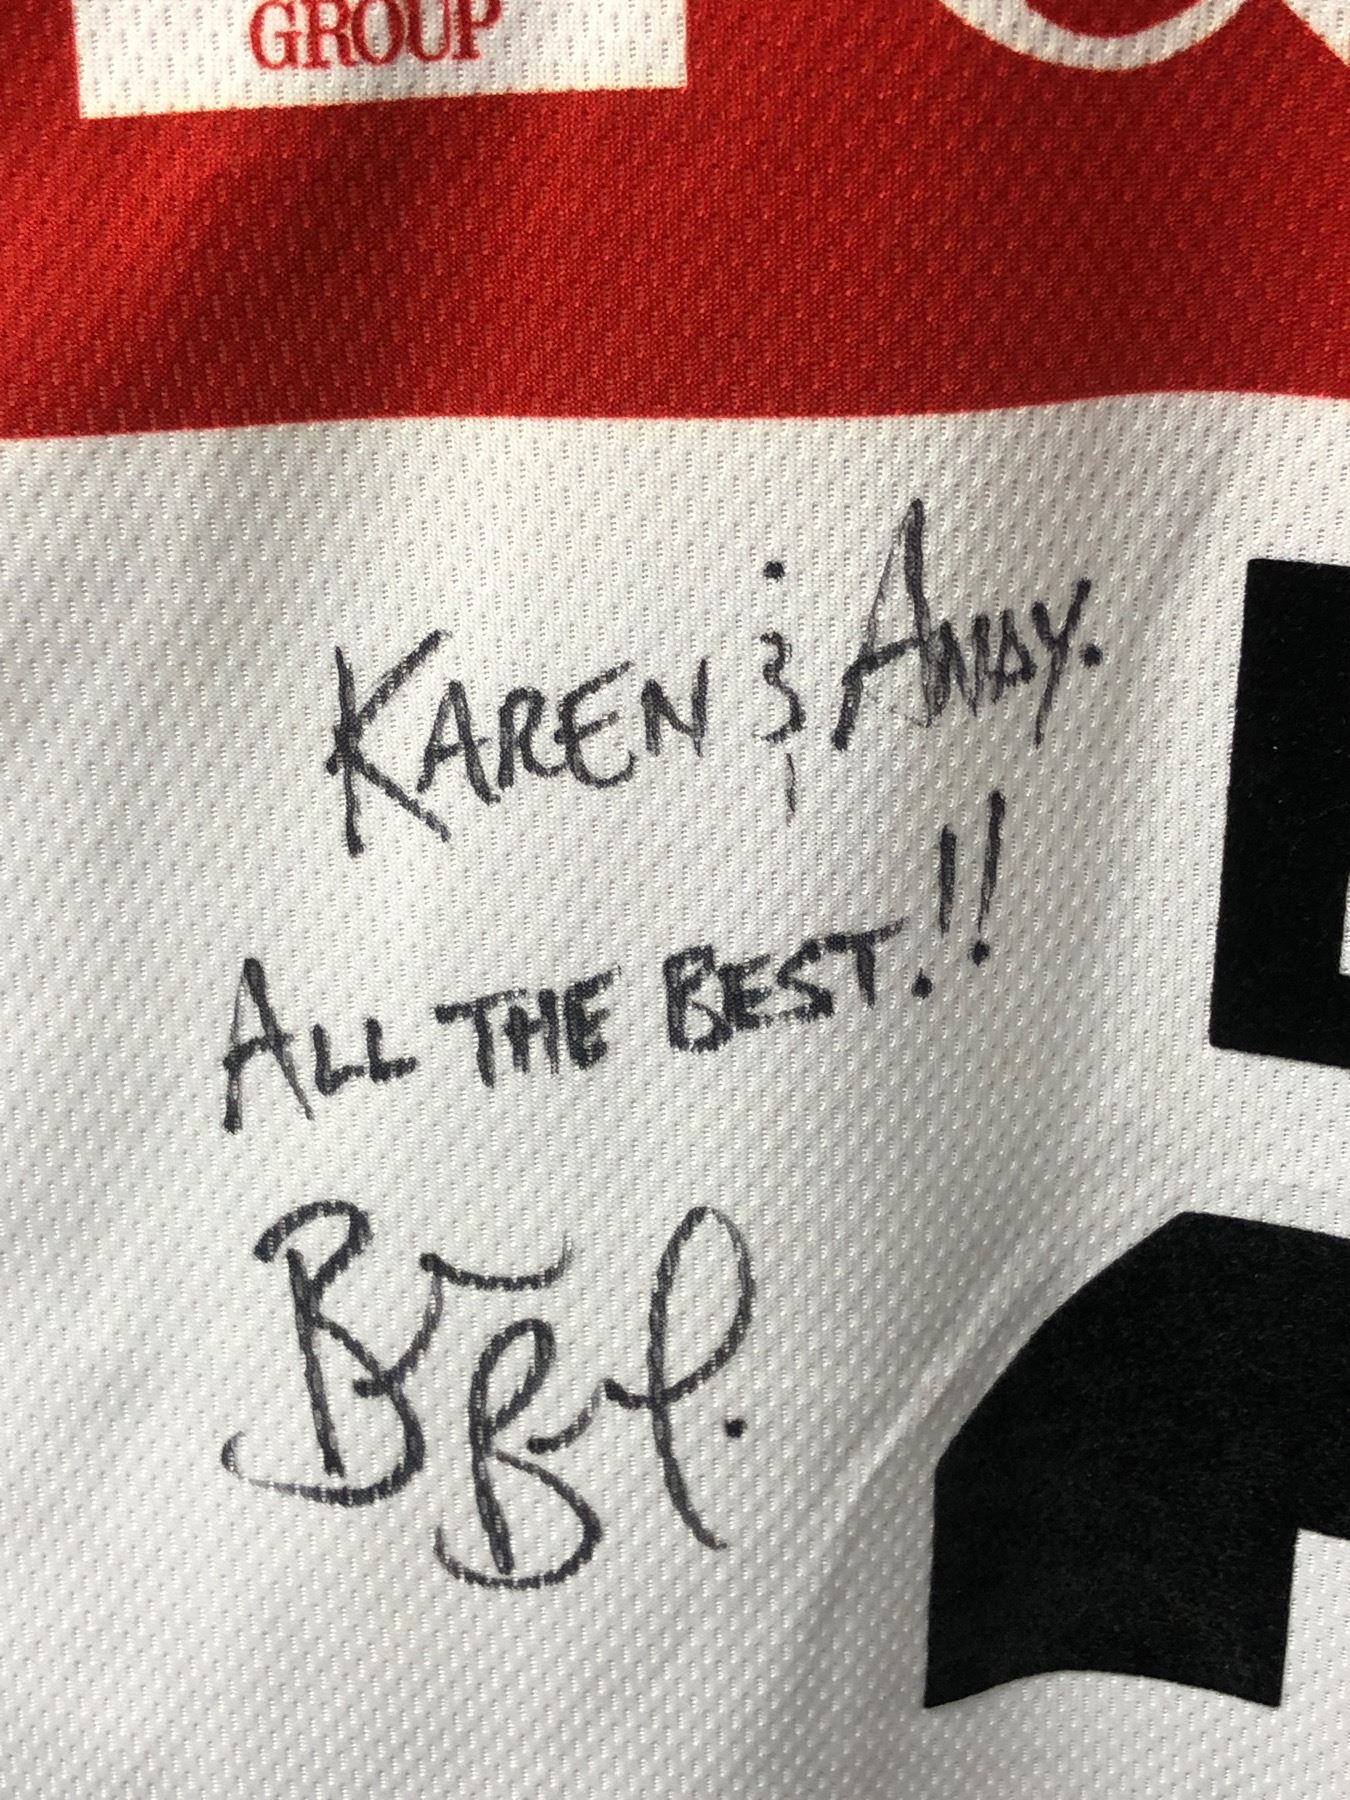 GROUP
KAREN & ANDY.
ALL THE BEST!!